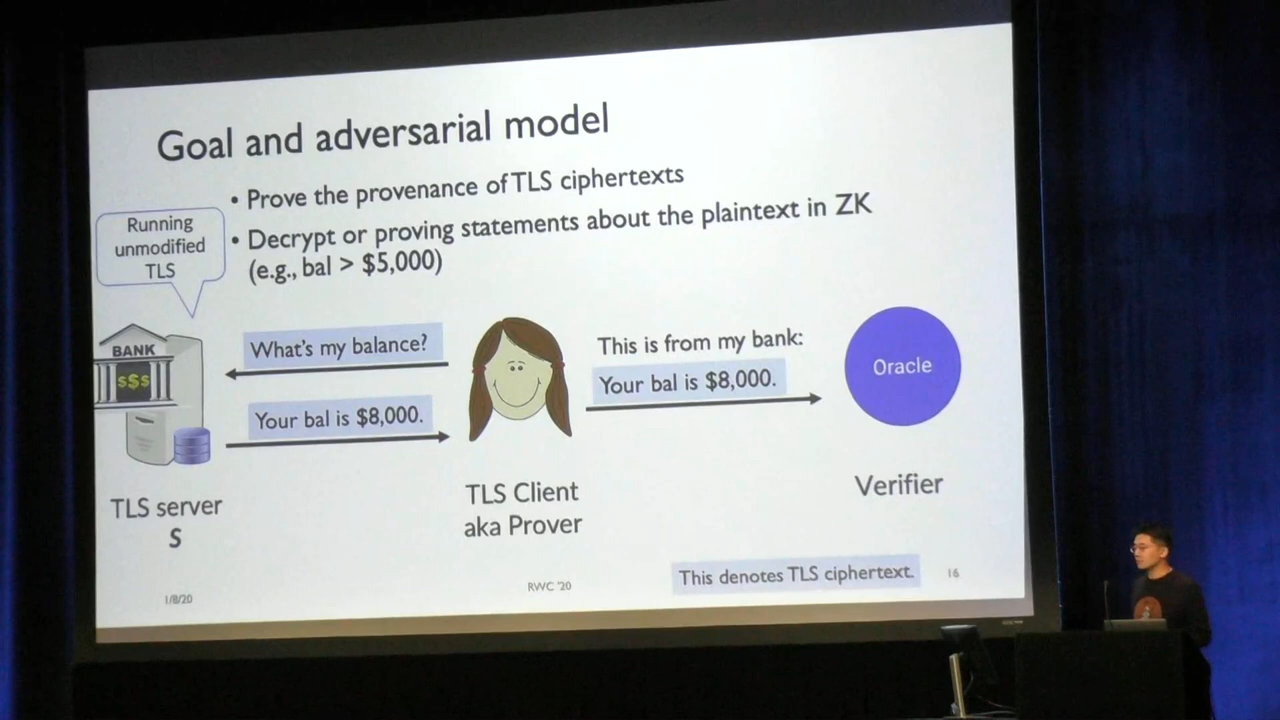 Goal and adversarial model
• Prove the provenance of TLS ciphertexts
• Decrypt or proving statements about the plaintext in ZK
(e.g., bal > $5,000)
Running
unmodified
TLS
BANK
$$$
What's my balance?
Your bal is $8,000.
This is from my bank:
Your bal is $8,000.
Oracle
TLS server
S
TLS Client
aka Prover
Verifier
This denotes TLS ciphertext.
1/8/20
RWC '20
16